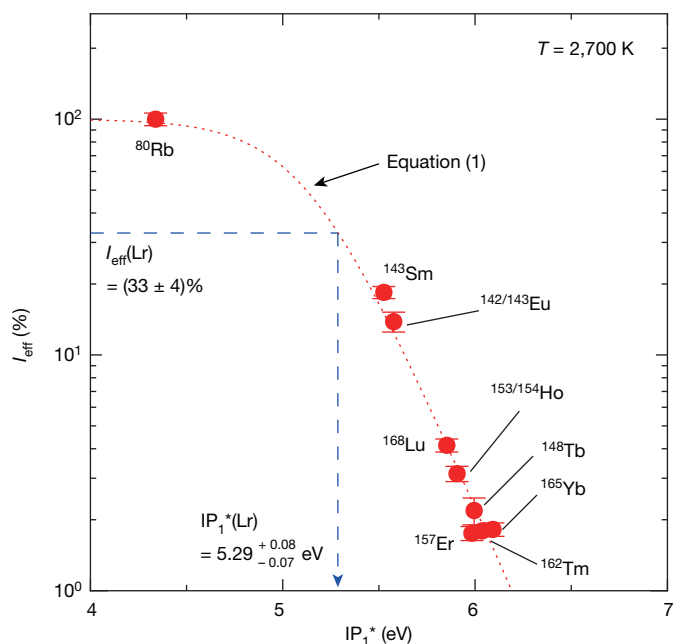 T = 2,700 K
10²
⁸⁰Rb
Equation (1)
I_eff(Lr)
= (33 ± 4)%
¹⁴³Sm
¹⁴²/¹⁴³Eu
I_eff (%)
10¹
¹⁵³/¹⁵⁴Ho
¹⁶⁸Lu
¹⁴⁸Tb
¹⁶⁵Yb
IP₁*(Lr)
= 5.29 +0.08 −0.07 eV
¹⁵⁷Er
¹⁶²Tm
10⁰
4 5 6 7
IP₁* (eV)